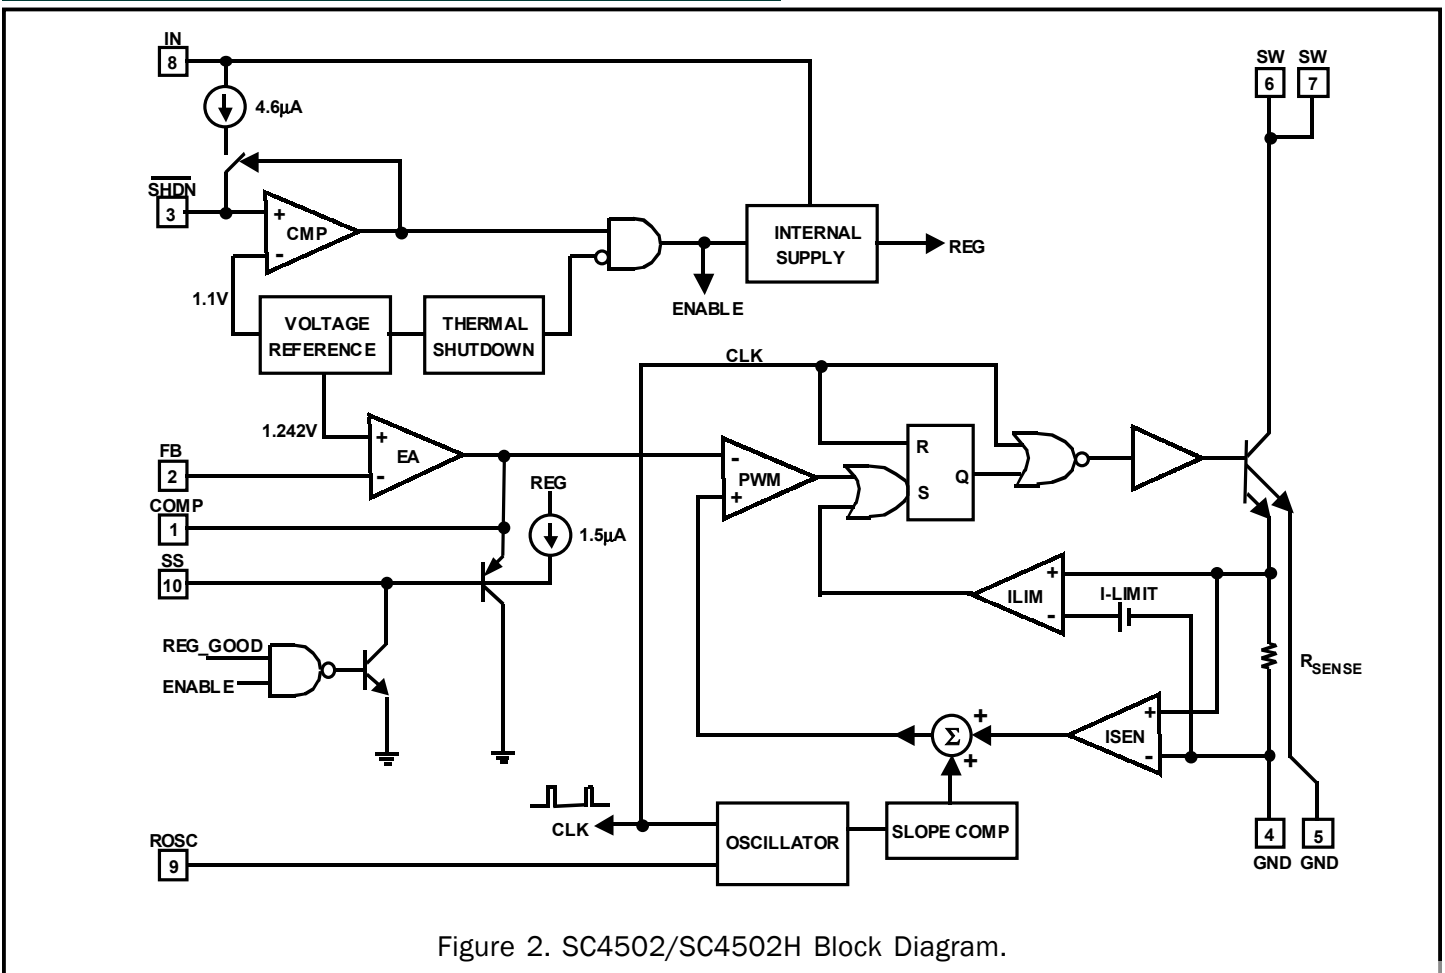 IN
8
4.6µA
SHDN
3
+
CMP
-
1.1V
VOLTAGE
REFERENCE
THERMAL
SHUTDOWN
ENABLE
INTERNAL
SUPPLY
REG
SW
6
SW
7
CLK
1.242V
FB
2
+
EA
-
COMP
1
REG
1.5µA
SS
10
REG_GOOD
ENABLE
-
PWM
+
R
S
Q
+
ILIM
-
I-LIMIT
RSENSE
+
ISEN
-
Σ
+
+
CLK
ROSC
9
OSCILLATOR
SLOPE COMP
4
GND
5
GND
Figure 2. SC4502/SC4502H Block Diagram.